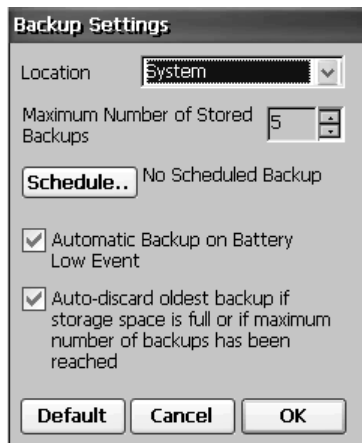 Backup Settings
Location System
Maximum Number of Stored
Backups
5
Schedule.. No Scheduled Backup
Automatic Backup on Battery
Low Event
Auto-discard oldest backup if
storage space is full or if maximum
number of backups has been
reached
Default Cancel OK